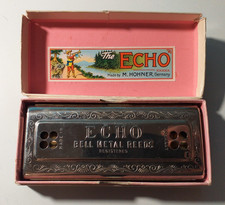 The ECHO
Made by M. HOHNER, Germany
ECHO
BELL METAL REEDS
REGISTERED